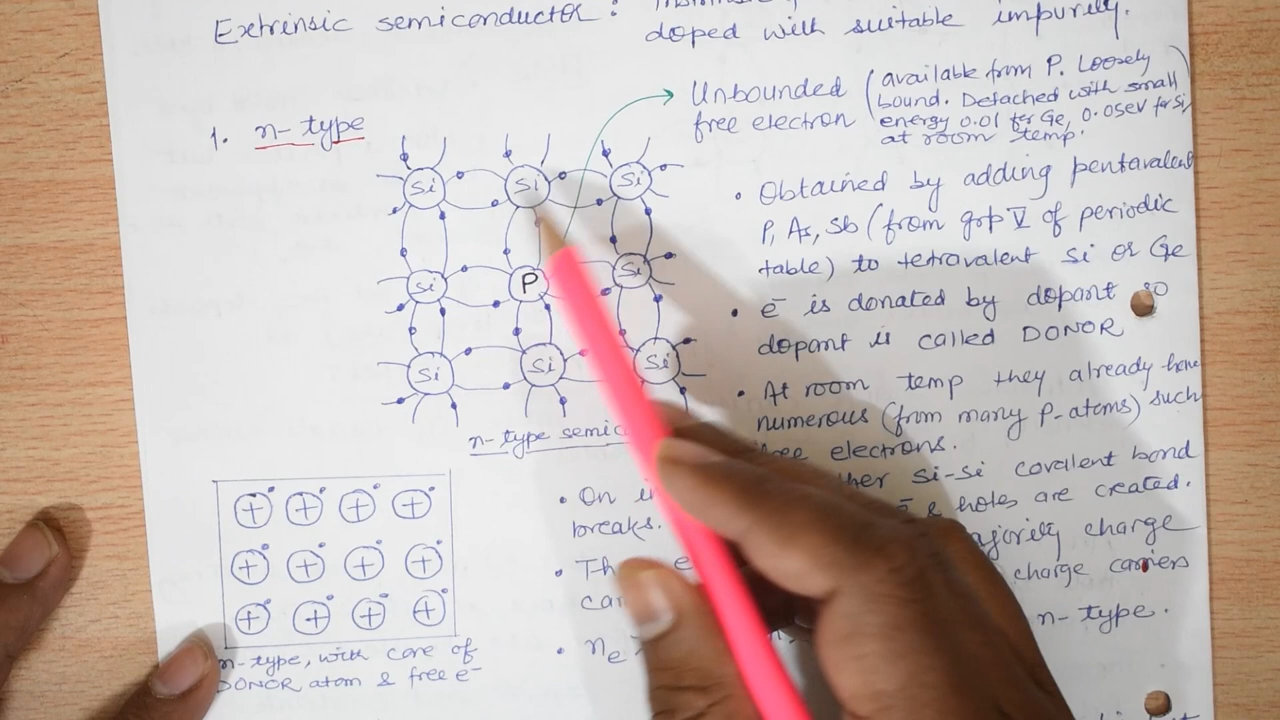 Extrinsic semiconductor :
doped with suitable impurity.
1. n-type
Unbounded free electron
(available from P. Loosely
bound. Detached with small
energy 0.01 for Ge, 0.05eV for Si,
at room temp.)
Si Si Si
Si P Si
Si Si Si
n-type
• Obtained by adding pentavalent
P, As, Sb (from grp V of periodic
table) to tetravalent Si or Ge
• e̅ is donated by dopant so
dopant is called DONOR
• At room temp they already have
numerous (from many P-atoms) such
electrons.
• On
Si-Si covalent bond
breaks.
e̅ & holes are created.
•
charge
charge carriers
• ne >
n-type.
+ + + +
+ + + +
+ + + +
n-type, with core of
DONOR atom & free e⁻